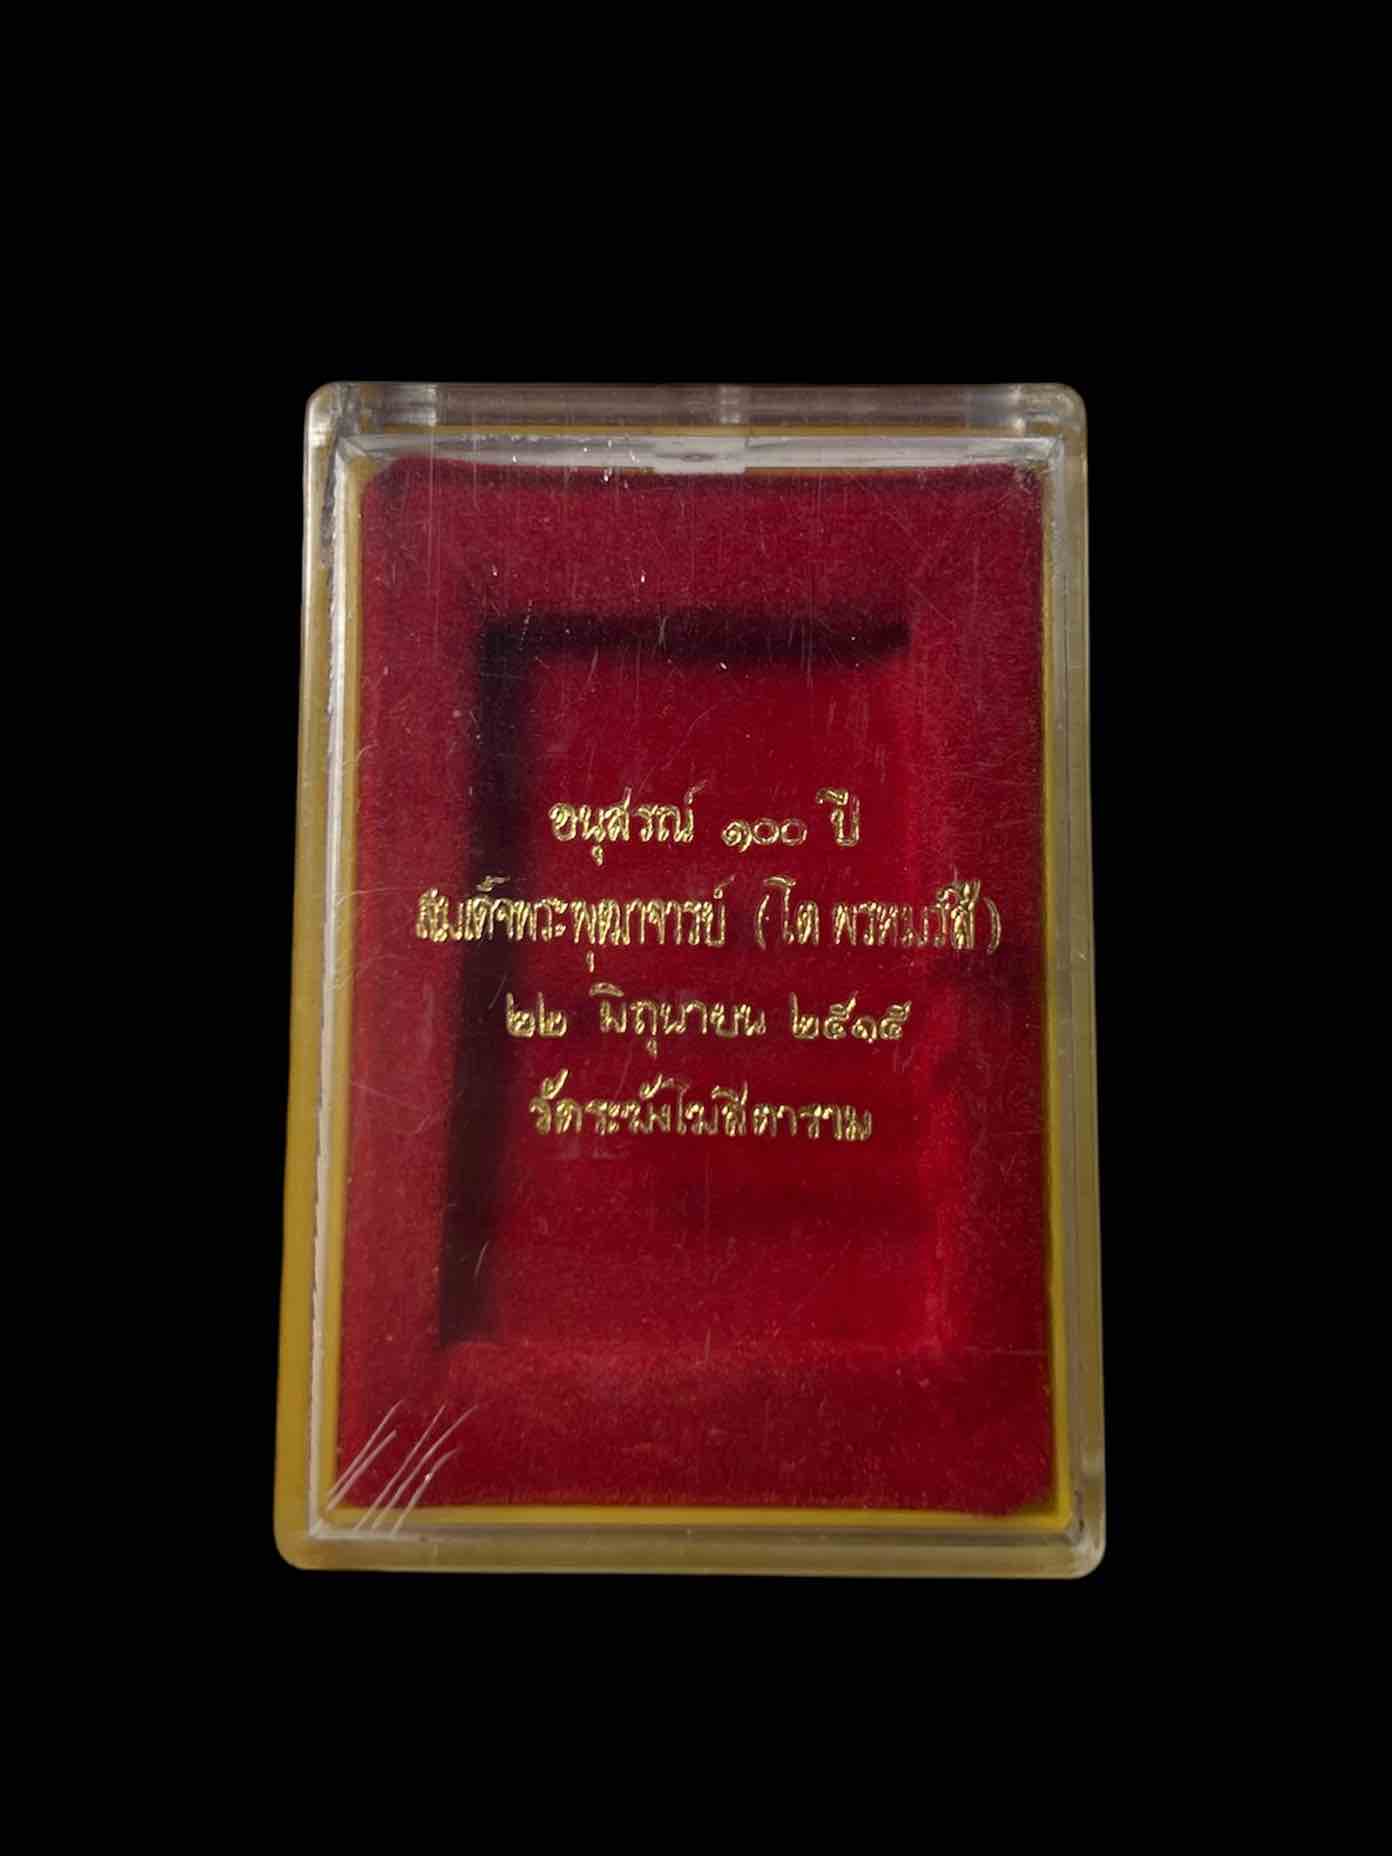 อนุสรณ์ ๑๐๐ ปี
สมเด็จพระพุฒาจารย์ (โต พรหมรังสี)
๒๒ มิถุนายน ๒๕๑๕
วัดระฆังโฆสิตาราม